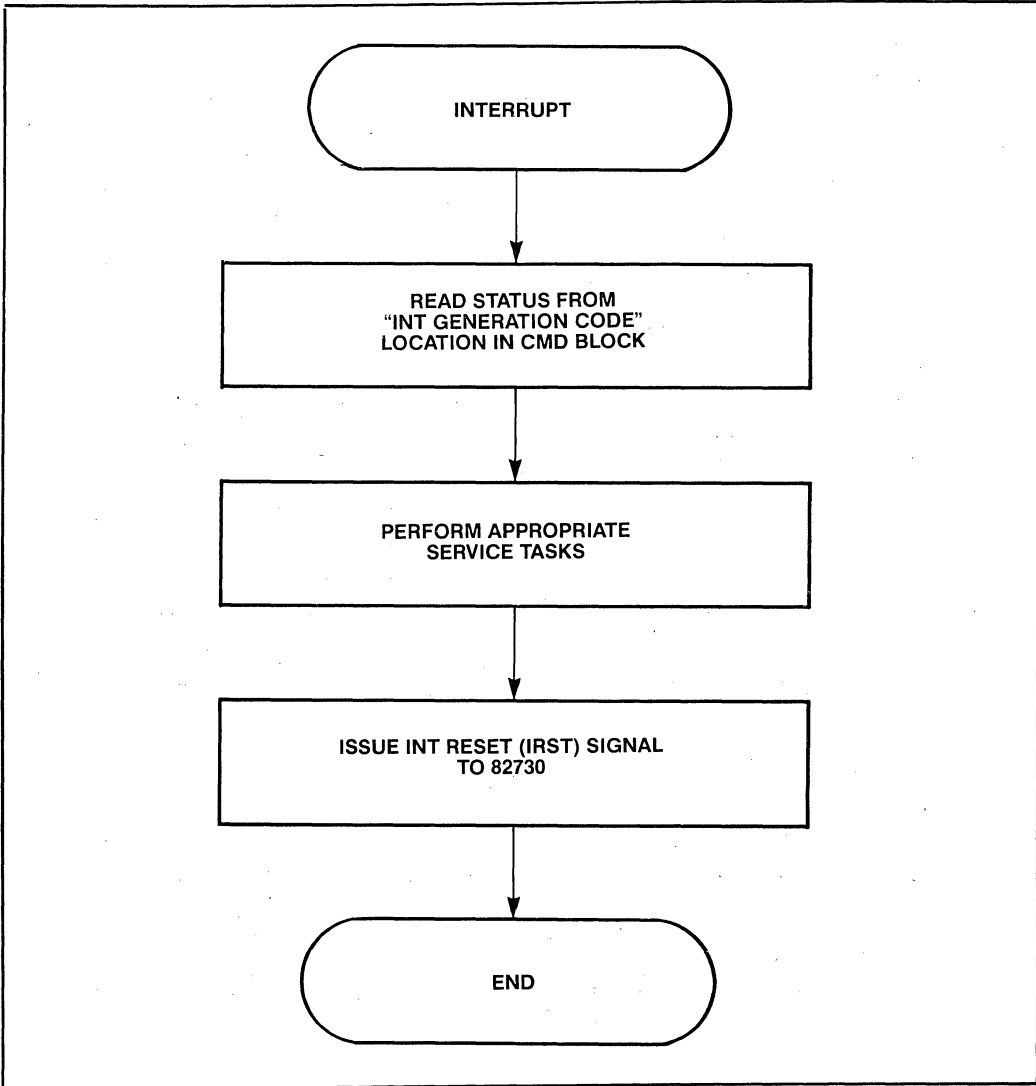 INTERRUPT
READ STATUS FROM
“INT GENERATION CODE”
LOCATION IN CMD BLOCK
PERFORM APPROPRIATE
SERVICE TASKS
ISSUE INT RESET (IRST) SIGNAL
TO 82730
END